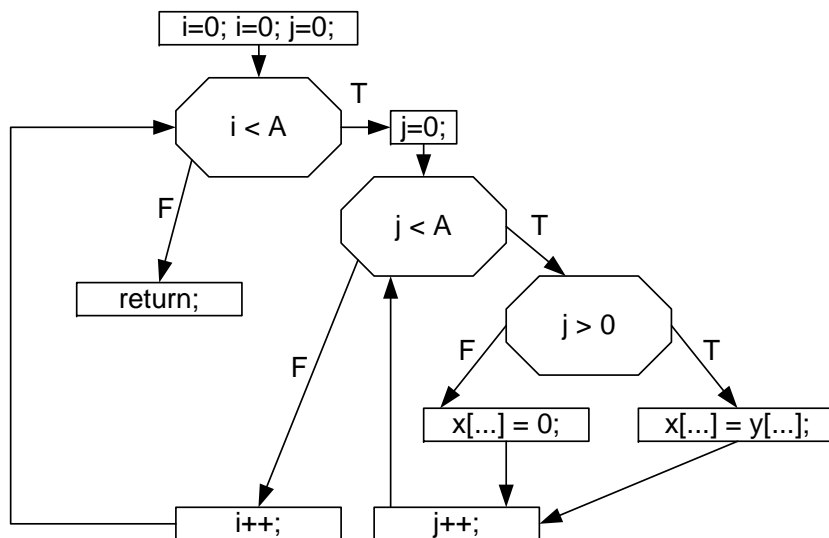 i=0; i=0; j=0;
i < A
T
j=0;
F
j < A
T
return;
j > 0
F
F
T
x[...] = 0;
x[...] = y[...];
i++;
j++;